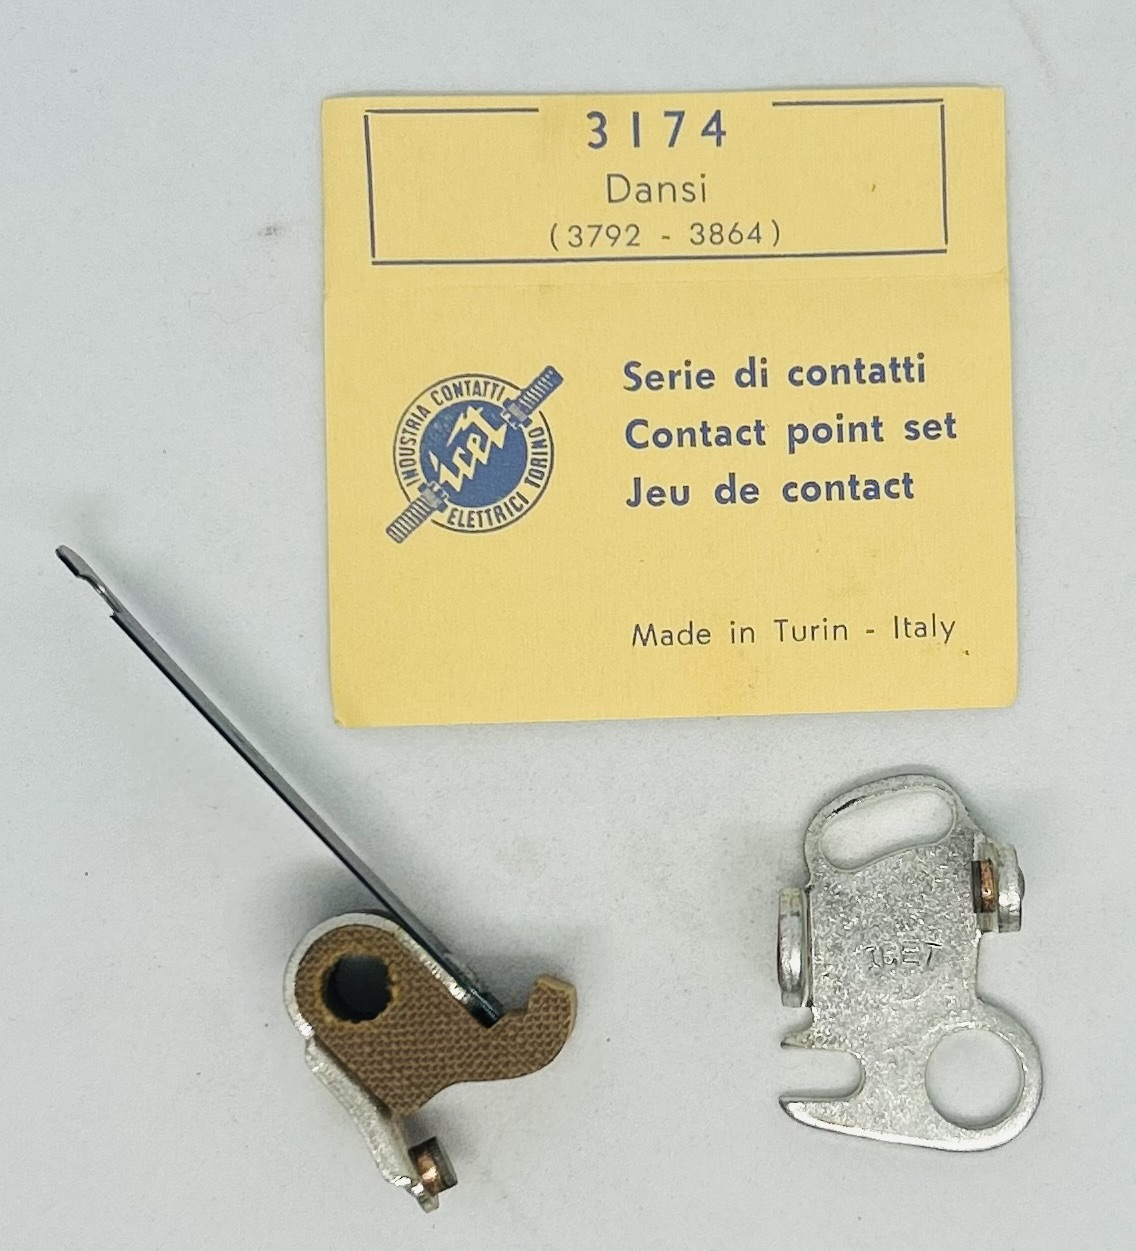 3174
Dansi
(3792 - 3864)
INDUSTRIA CONTATTI
icet
ELETTRICI TORINO
Serie di contatti
Contact point set
Jeu de contact
Made in Turin - Italy